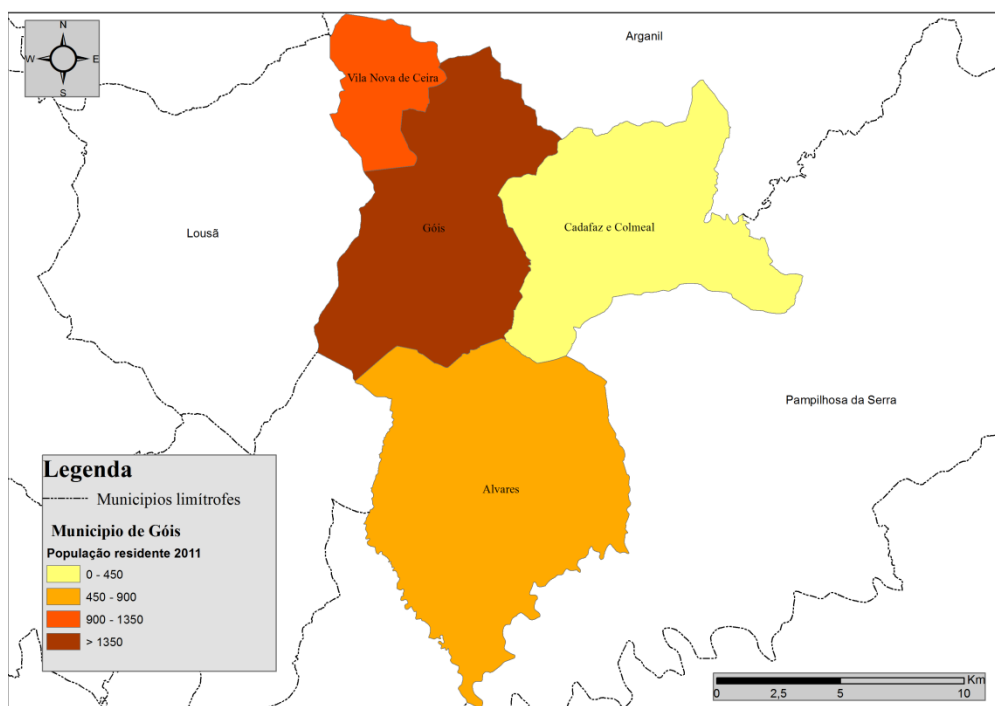 N
W E
S
Arganil
Vila Nova de Ceira
Góis
Cadafaz e Colmeal
Lousã
Pampilhosa da Serra
Alvares
Legenda
Municipios limítrofes
Municipio de Góis
População residente 2011
0 - 450
450 - 900
900 - 1350
> 1350
Km
0 2,5 5 10